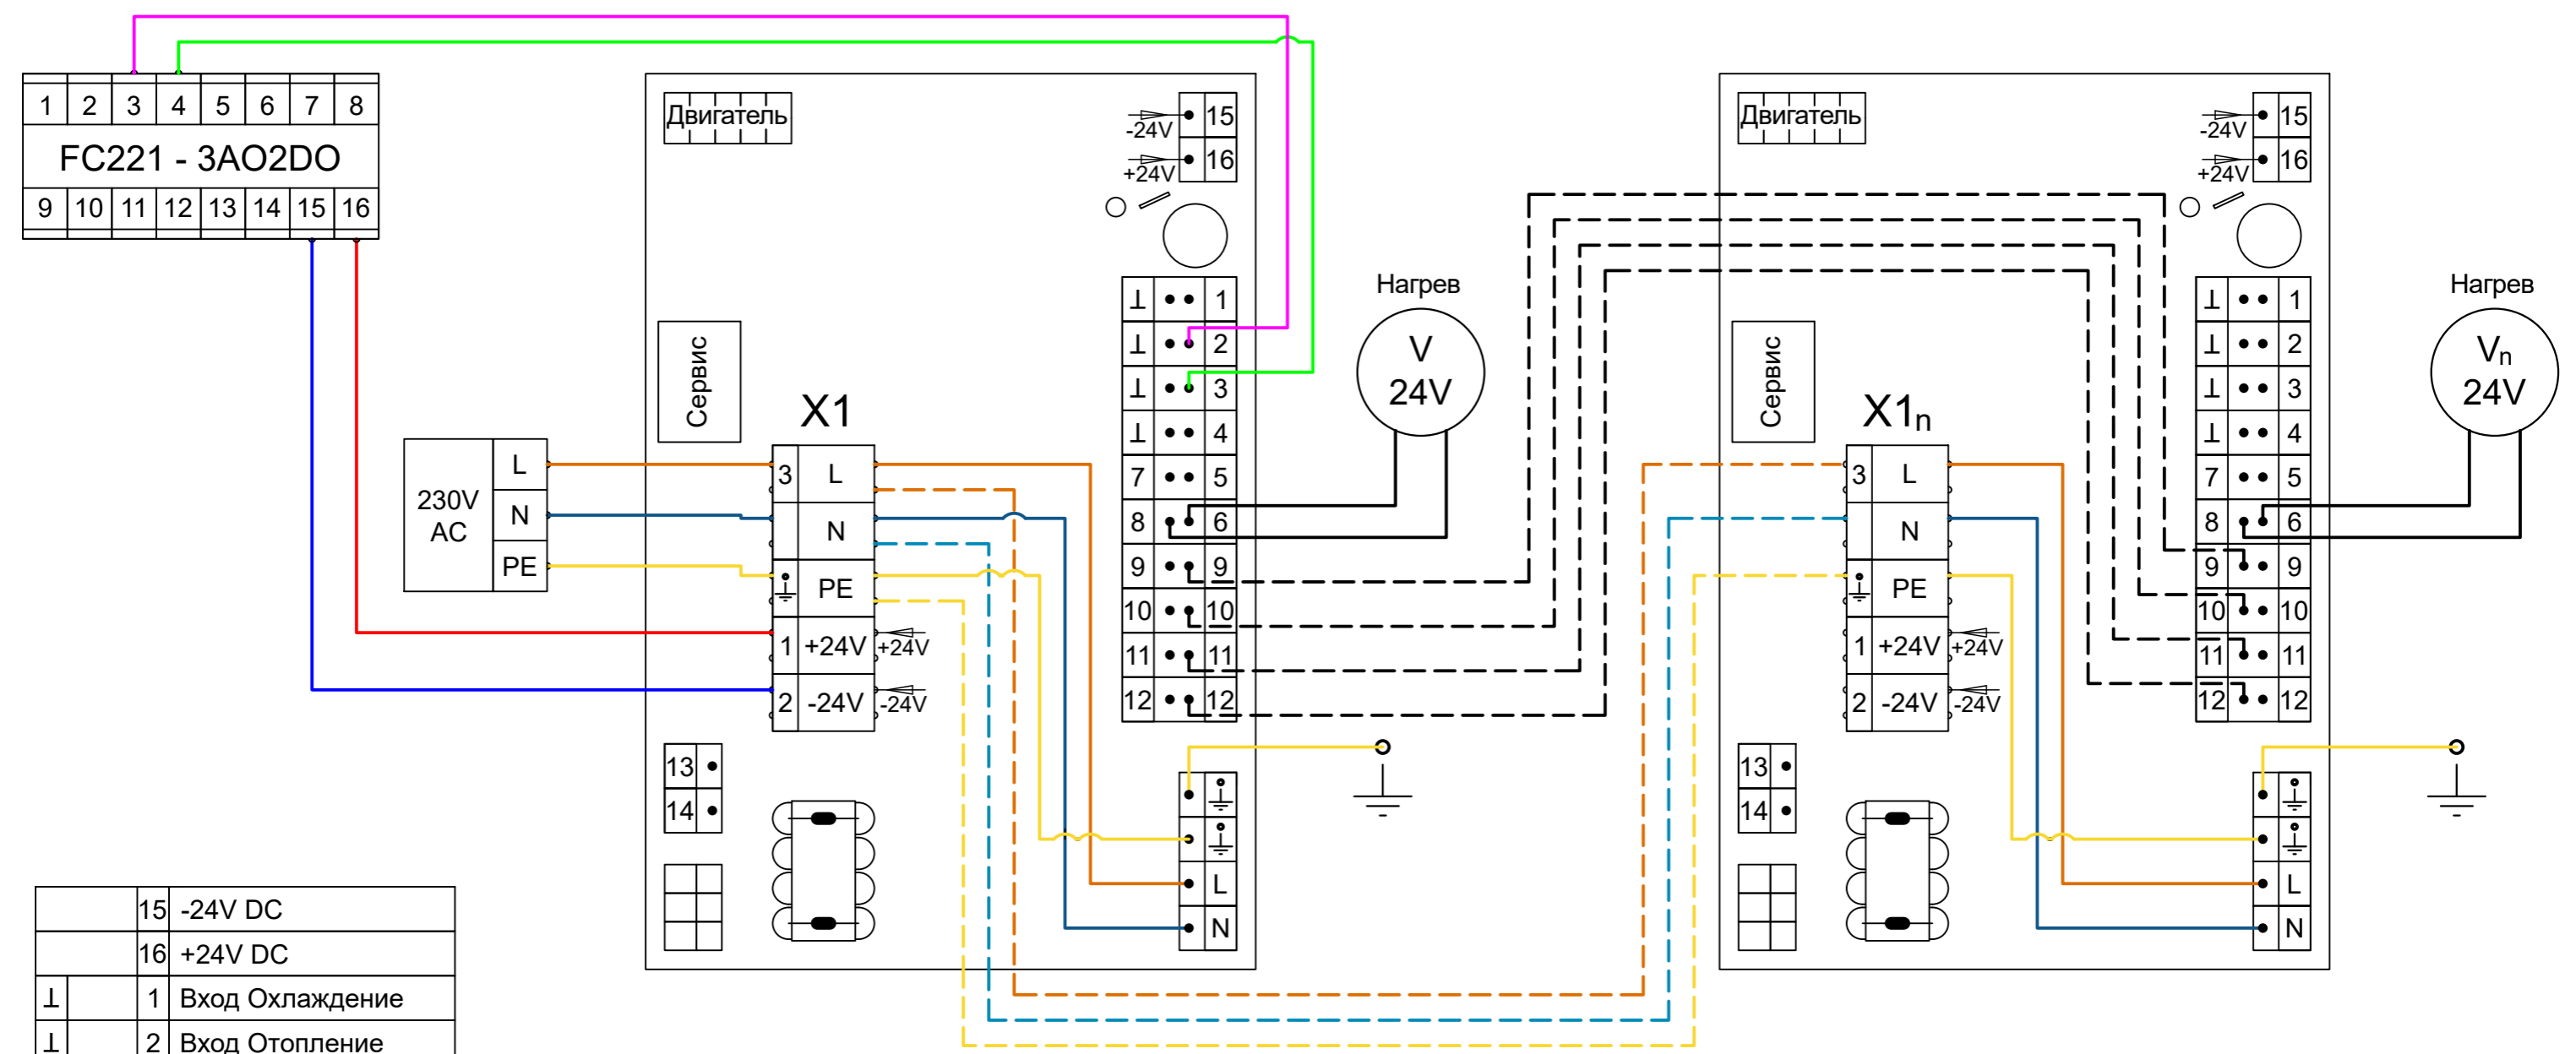 1 2 3 4 5 6 7 8
FC221 - 3AO2DO
9 10 11 12 13 14 15 16
230V
AC
L
N
PE
Двигатель
-24V
15
+24V
16
Сервис
X1
3 L
N
PE
1 +24V
+24V
2 -24V
-24V
13
14
⊥ 1
⊥ 2
⊥ 3
⊥ 4
7 5
8 6
9 9
10 10
11 11
12 12
L
N
Нагрев
V
24V
Двигатель
-24V
15
+24V
16
Сервис
X1n
3 L
N
PE
1 +24V
+24V
2 -24V
-24V
13
14
⊥ 1
⊥ 2
⊥ 3
⊥ 4
7 5
8 6
9 9
10 10
11 11
12 12
L
N
Нагрев
Vn
24V
15 -24V DC
16 +24V DC
⊥ 1 Вход Охлаждение
⊥ 2 Вход Отопление